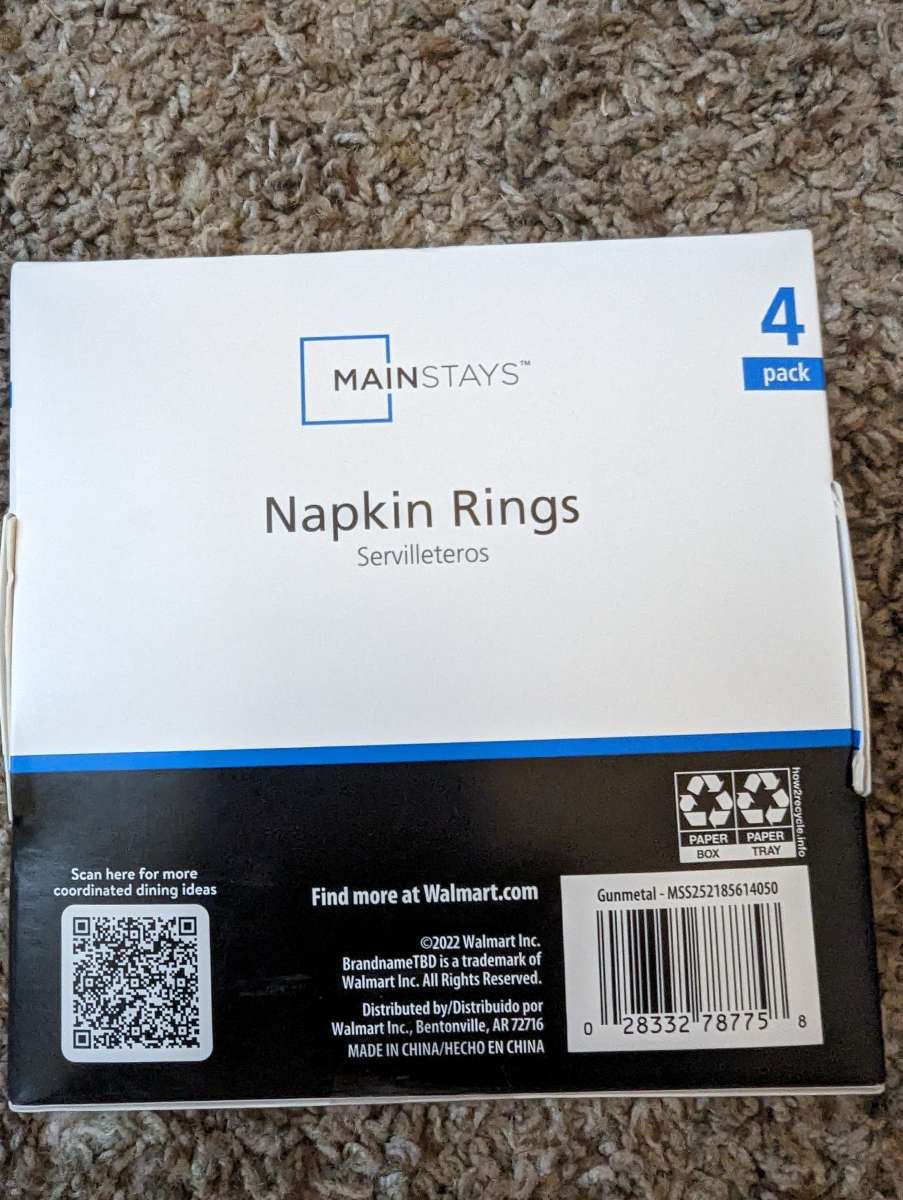 4
pack
MAINSTAYS™
Napkin Rings
Servilleteros
how2recycle.info
PAPER PAPER
BOX TRAY
Scan here for more
coordinated dining ideas
Find more at Walmart.com
©2022 Walmart Inc.
BrandnameTBD is a trademark of
Walmart Inc. All Rights Reserved.
Distributed by/Distribuido por
Walmart Inc., Bentonville, AR 72716
MADE IN CHINA/HECHO EN CHINA
Gunmetal - MSS252185614050
0 28332 78775 8